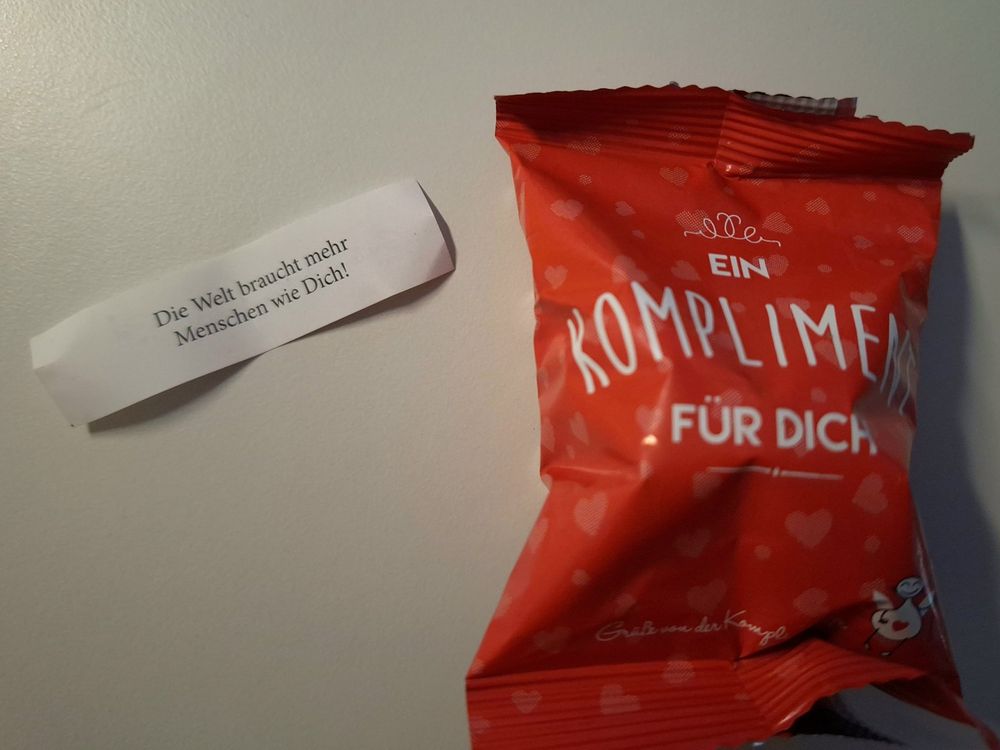 Die Welt braucht mehr
Menschen wie Dich!
EIN
KOMPLIMENT
FÜR DICH
Grüße von der